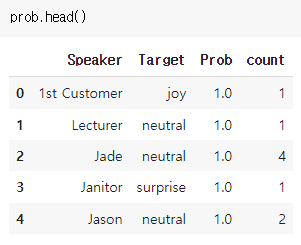 prob.head()
Speaker Target Prob count
0 1st Customer joy 1.0 1
1 Lecturer neutral 1.0 1
2 Jade neutral 1.0 4
3 Janitor surprise 1.0 1
4 Jason neutral 1.0 2